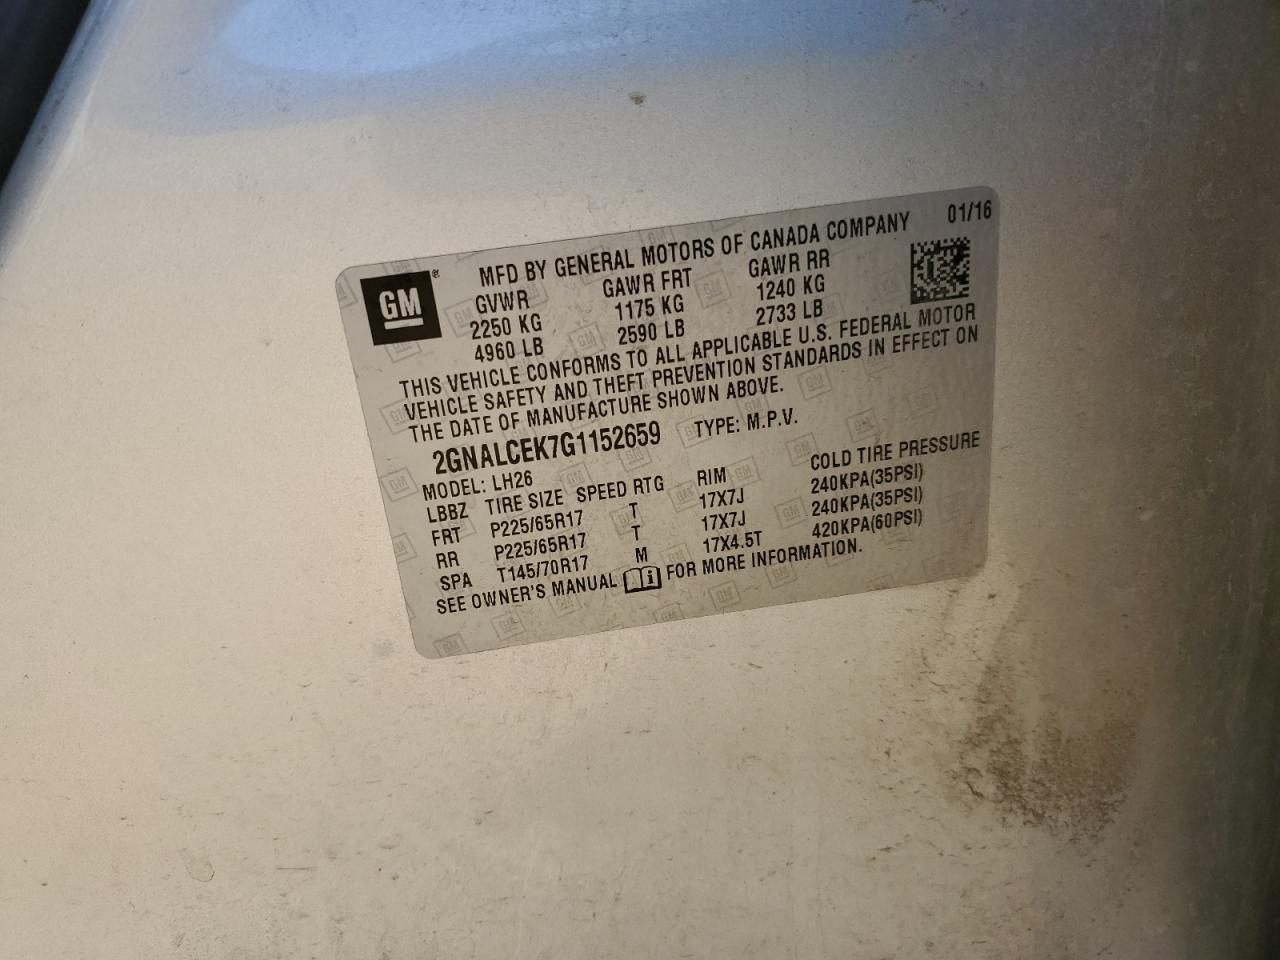 01/16
GM
MFD BY GENERAL MOTORS OF CANADA COMPANY
GVWR GAWR FRT GAWR RR
2250 KG 1175 KG 1240 KG
4960 LB 2590 LB 2733 LB
THIS VEHICLE CONFORMS TO ALL APPLICABLE U.S. FEDERAL MOTOR
VEHICLE SAFETY AND THEFT PREVENTION STANDARDS IN EFFECT ON
THE DATE OF MANUFACTURE SHOWN ABOVE.
2GNALCEK7G1152659 TYPE: M.P.V.
MODEL: LH26
LBBZ TIRE SIZE SPEED RTG RIM COLD TIRE PRESSURE
FRT P225/65R17 T 17X7J 240KPA(35PSI)
RR P225/65R17 T 17X7J 240KPA(35PSI)
SPA T145/70R17 M 17X4.5T 420KPA(60PSI)
SEE OWNER'S MANUAL i FOR MORE INFORMATION.